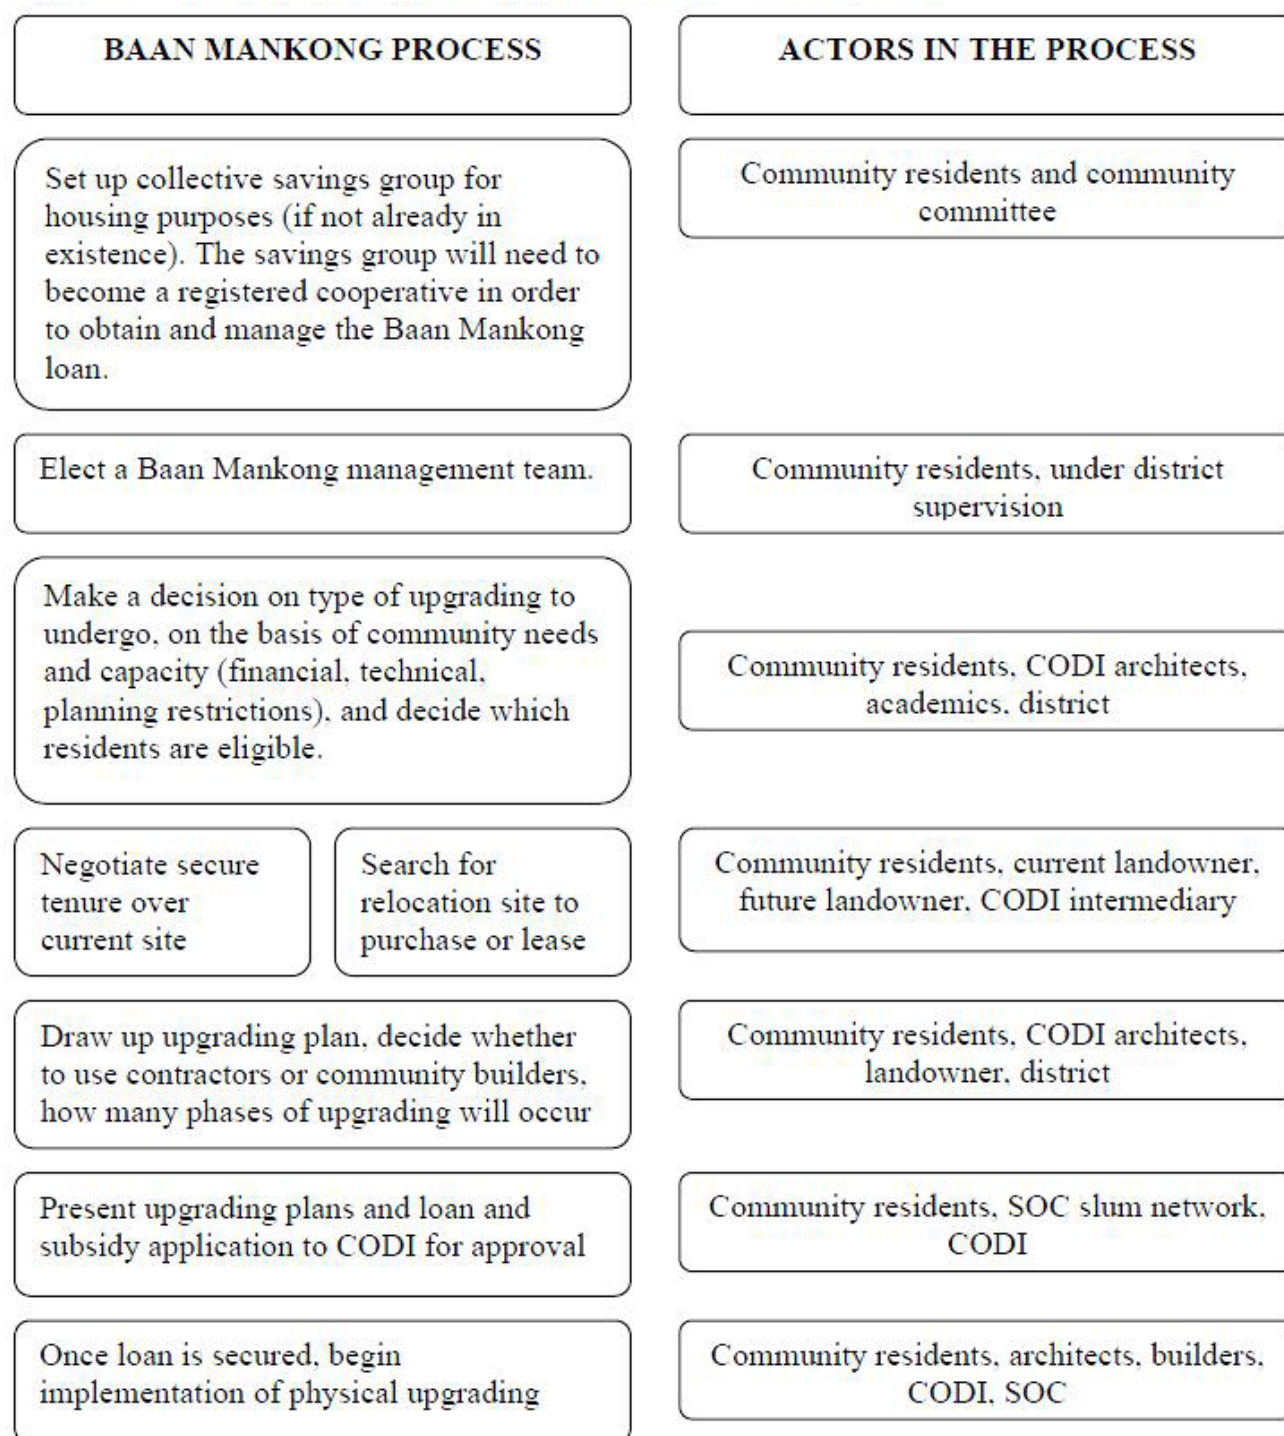 BAAN MANKONG PROCESS
ACTORS IN THE PROCESS
Set up collective savings group for
housing purposes (if not already in
existence). The savings group will need to
become a registered cooperative in order
to obtain and manage the Baan Mankong
loan.
Community residents and community
committee
Elect a Baan Mankong management team.
Community residents, under district
supervision
Make a decision on type of upgrading to
undergo, on the basis of community needs
and capacity (financial, technical,
planning restrictions), and decide which
residents are eligible.
Community residents, CODI architects,
academics, district
Negotiate secure
tenure over
current site
Search for
relocation site to
purchase or lease
Community residents, current landowner,
future landowner, CODI intermediary
Draw up upgrading plan, decide whether
to use contractors or community builders,
how many phases of upgrading will occur
Community residents, CODI architects,
landowner, district
Present upgrading plans and loan and
subsidy application to CODI for approval
Community residents, SOC slum network,
CODI
Once loan is secured, begin
implementation of physical upgrading
Community residents, architects, builders,
CODI, SOC